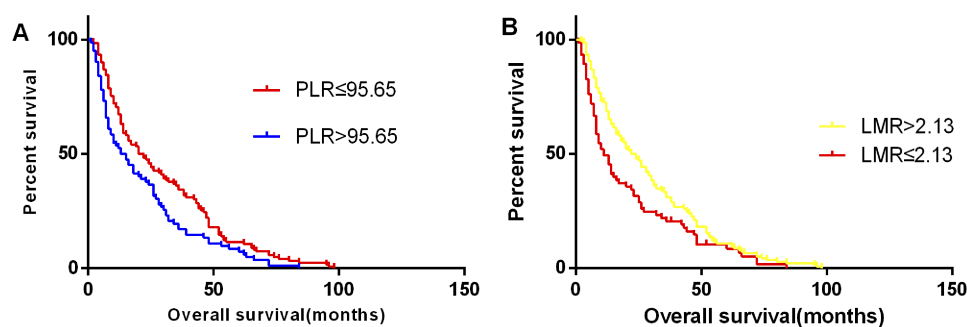 A
100
50
0
Percent survival
PLR≤95.65
PLR>95.65
0 50 100 150
Overall survival(months)
B
100
50
0
Percent survival
LMR>2.13
LMR≤2.13
0 50 100 150
Overall survival(months)